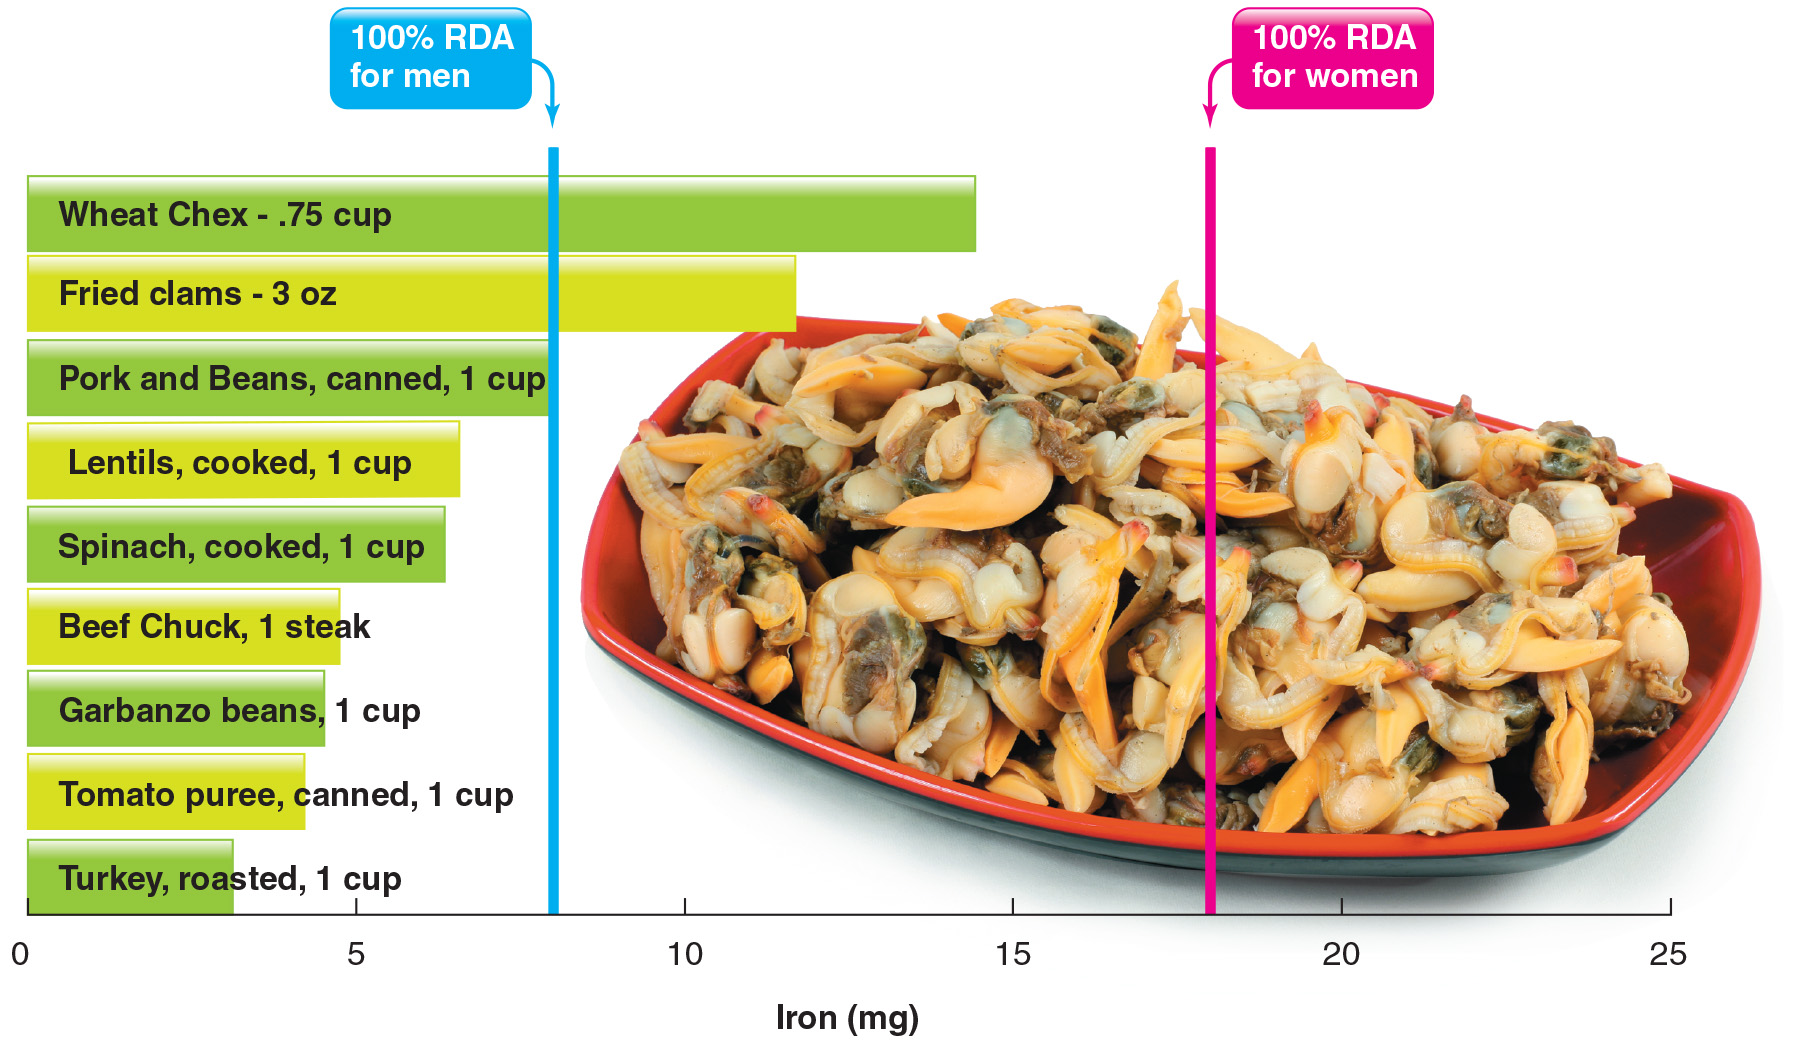 100% RDA
for men
100% RDA
for women
Wheat Chex - .75 cup
Fried clams - 3 oz
Pork and Beans, canned, 1 cup
Lentils, cooked, 1 cup
Spinach, cooked, 1 cup
Beef Chuck, 1 steak
Garbanzo beans, 1 cup
Tomato puree, canned, 1 cup
Turkey, roasted, 1 cup
0 5 10 15 20 25
Iron (mg)